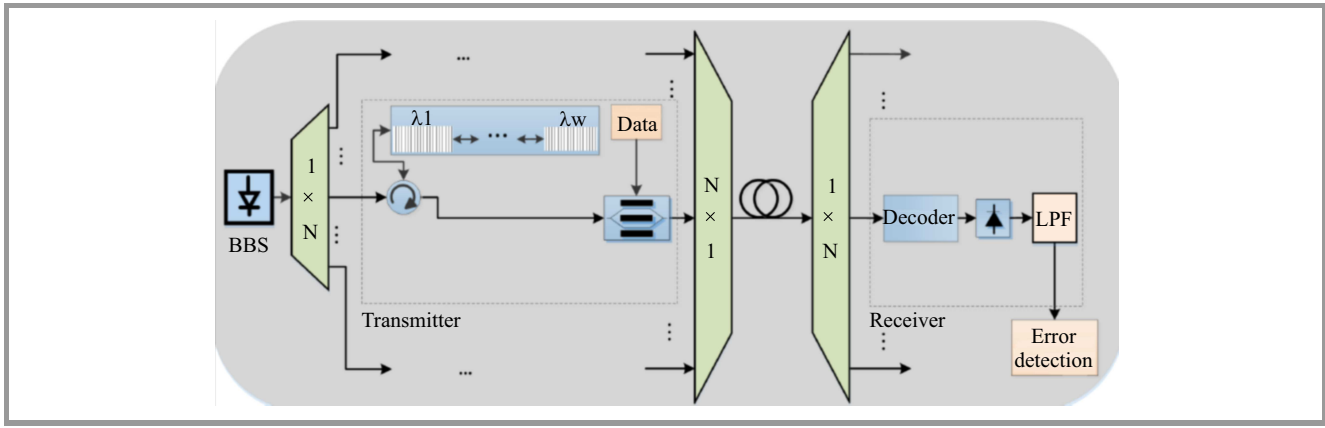 ...
λ1
...
λw
Data
1
×
N
BBS
Transmitter
...
N
×
1
1
×
N
Decoder
LPF
Receiver
Error
detection